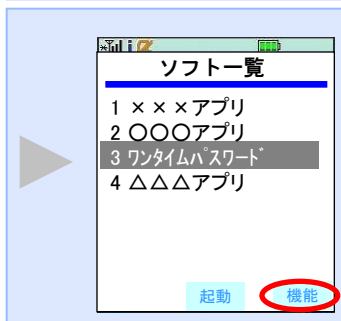 ソフト一覧
1 ×××アプリ
2 〇〇〇アプリ
3 ワンタイムパスワード
4 △△△アプリ
起動 機能